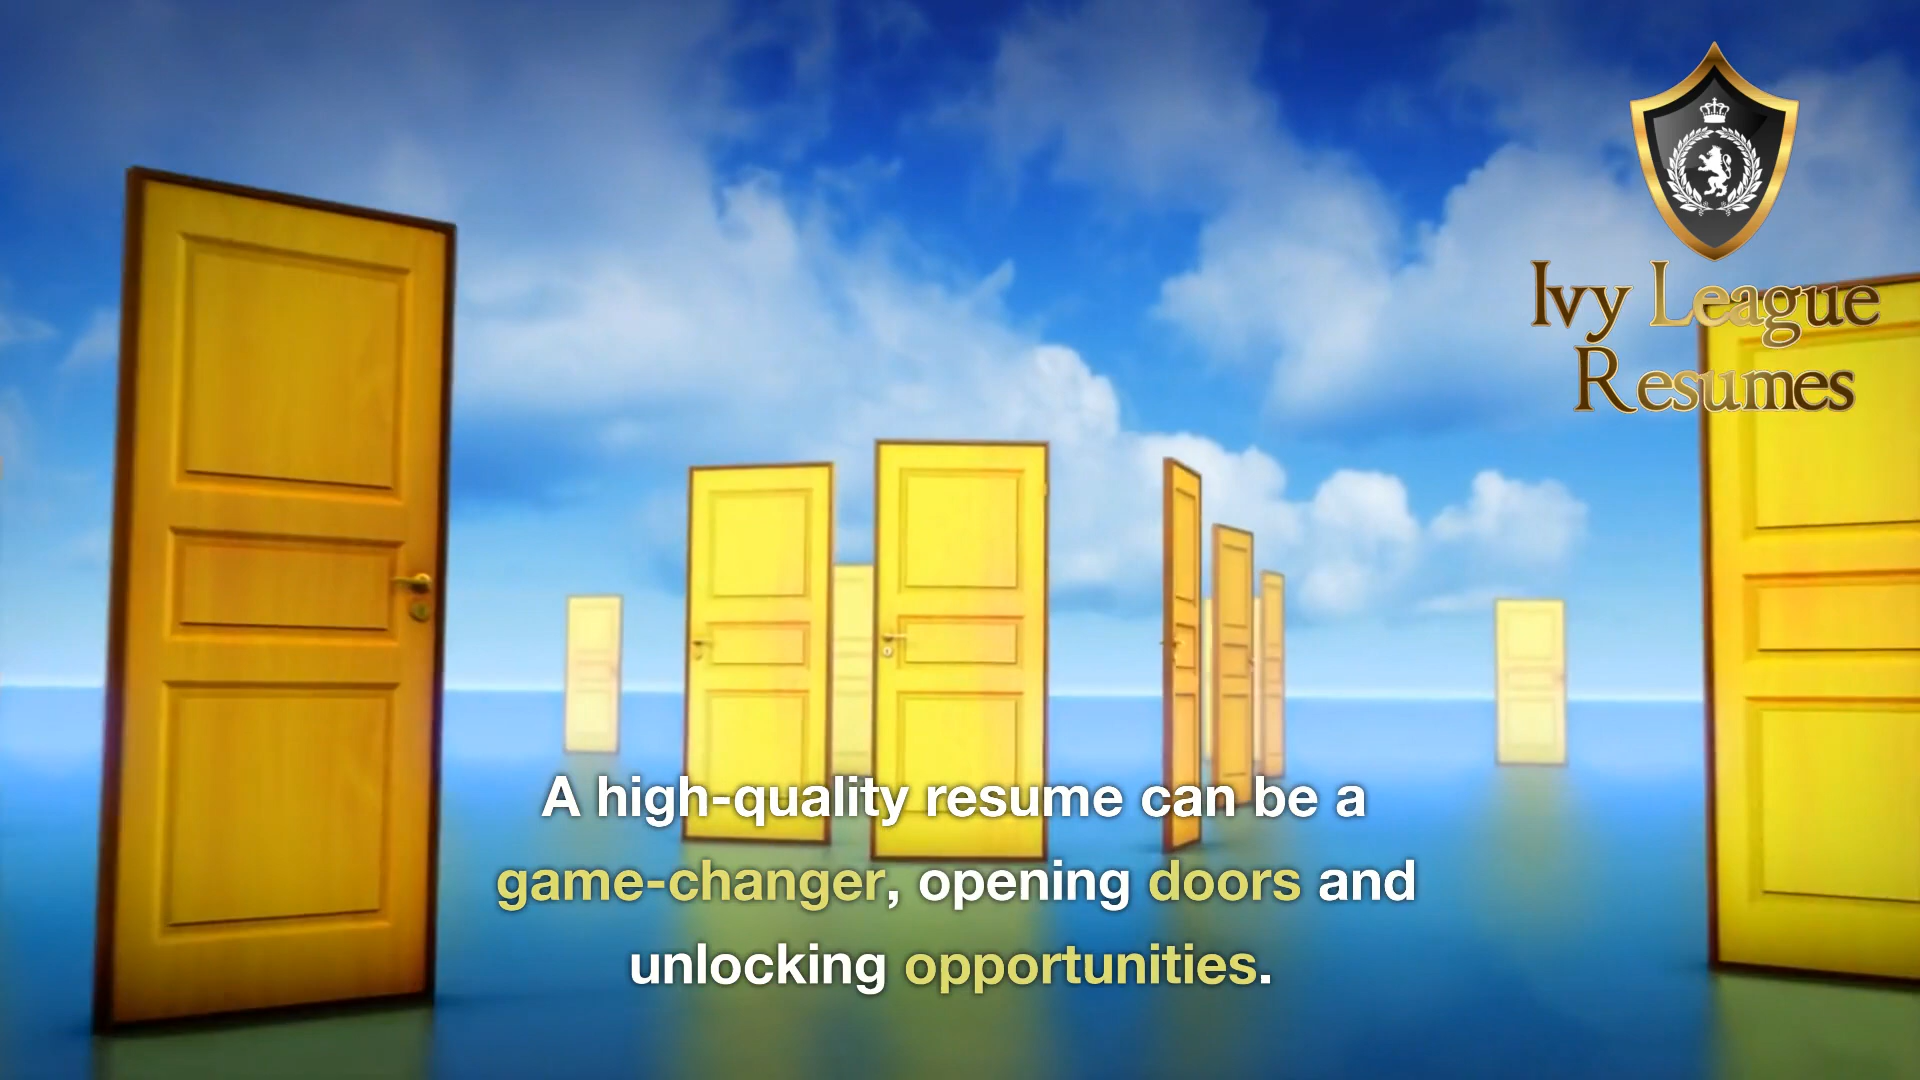 Ivy League
Resumes
A high-quality resume can be a
game-changer, opening doors and
unlocking opportunities.